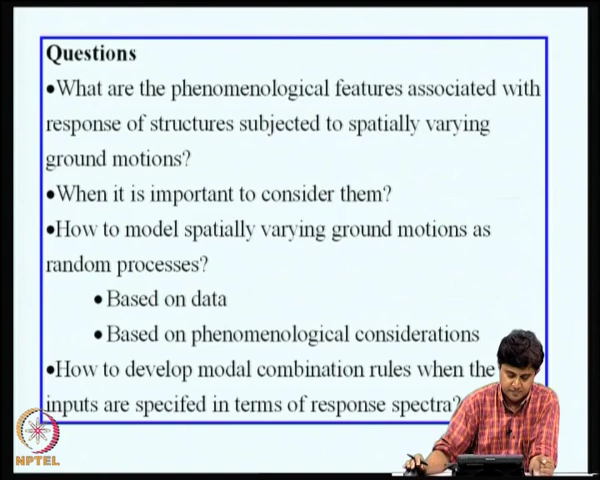 Questions
•What are the phenomenological features associated with
response of structures subjected to spatially varying
ground motions?
•When it is important to consider them?
•How to model spatially varying ground motions as
random processes?
•Based on data
•Based on phenomenological considerations
•How to develop modal combination rules when the
inputs are specifed in terms of response spectra?
NPTEL